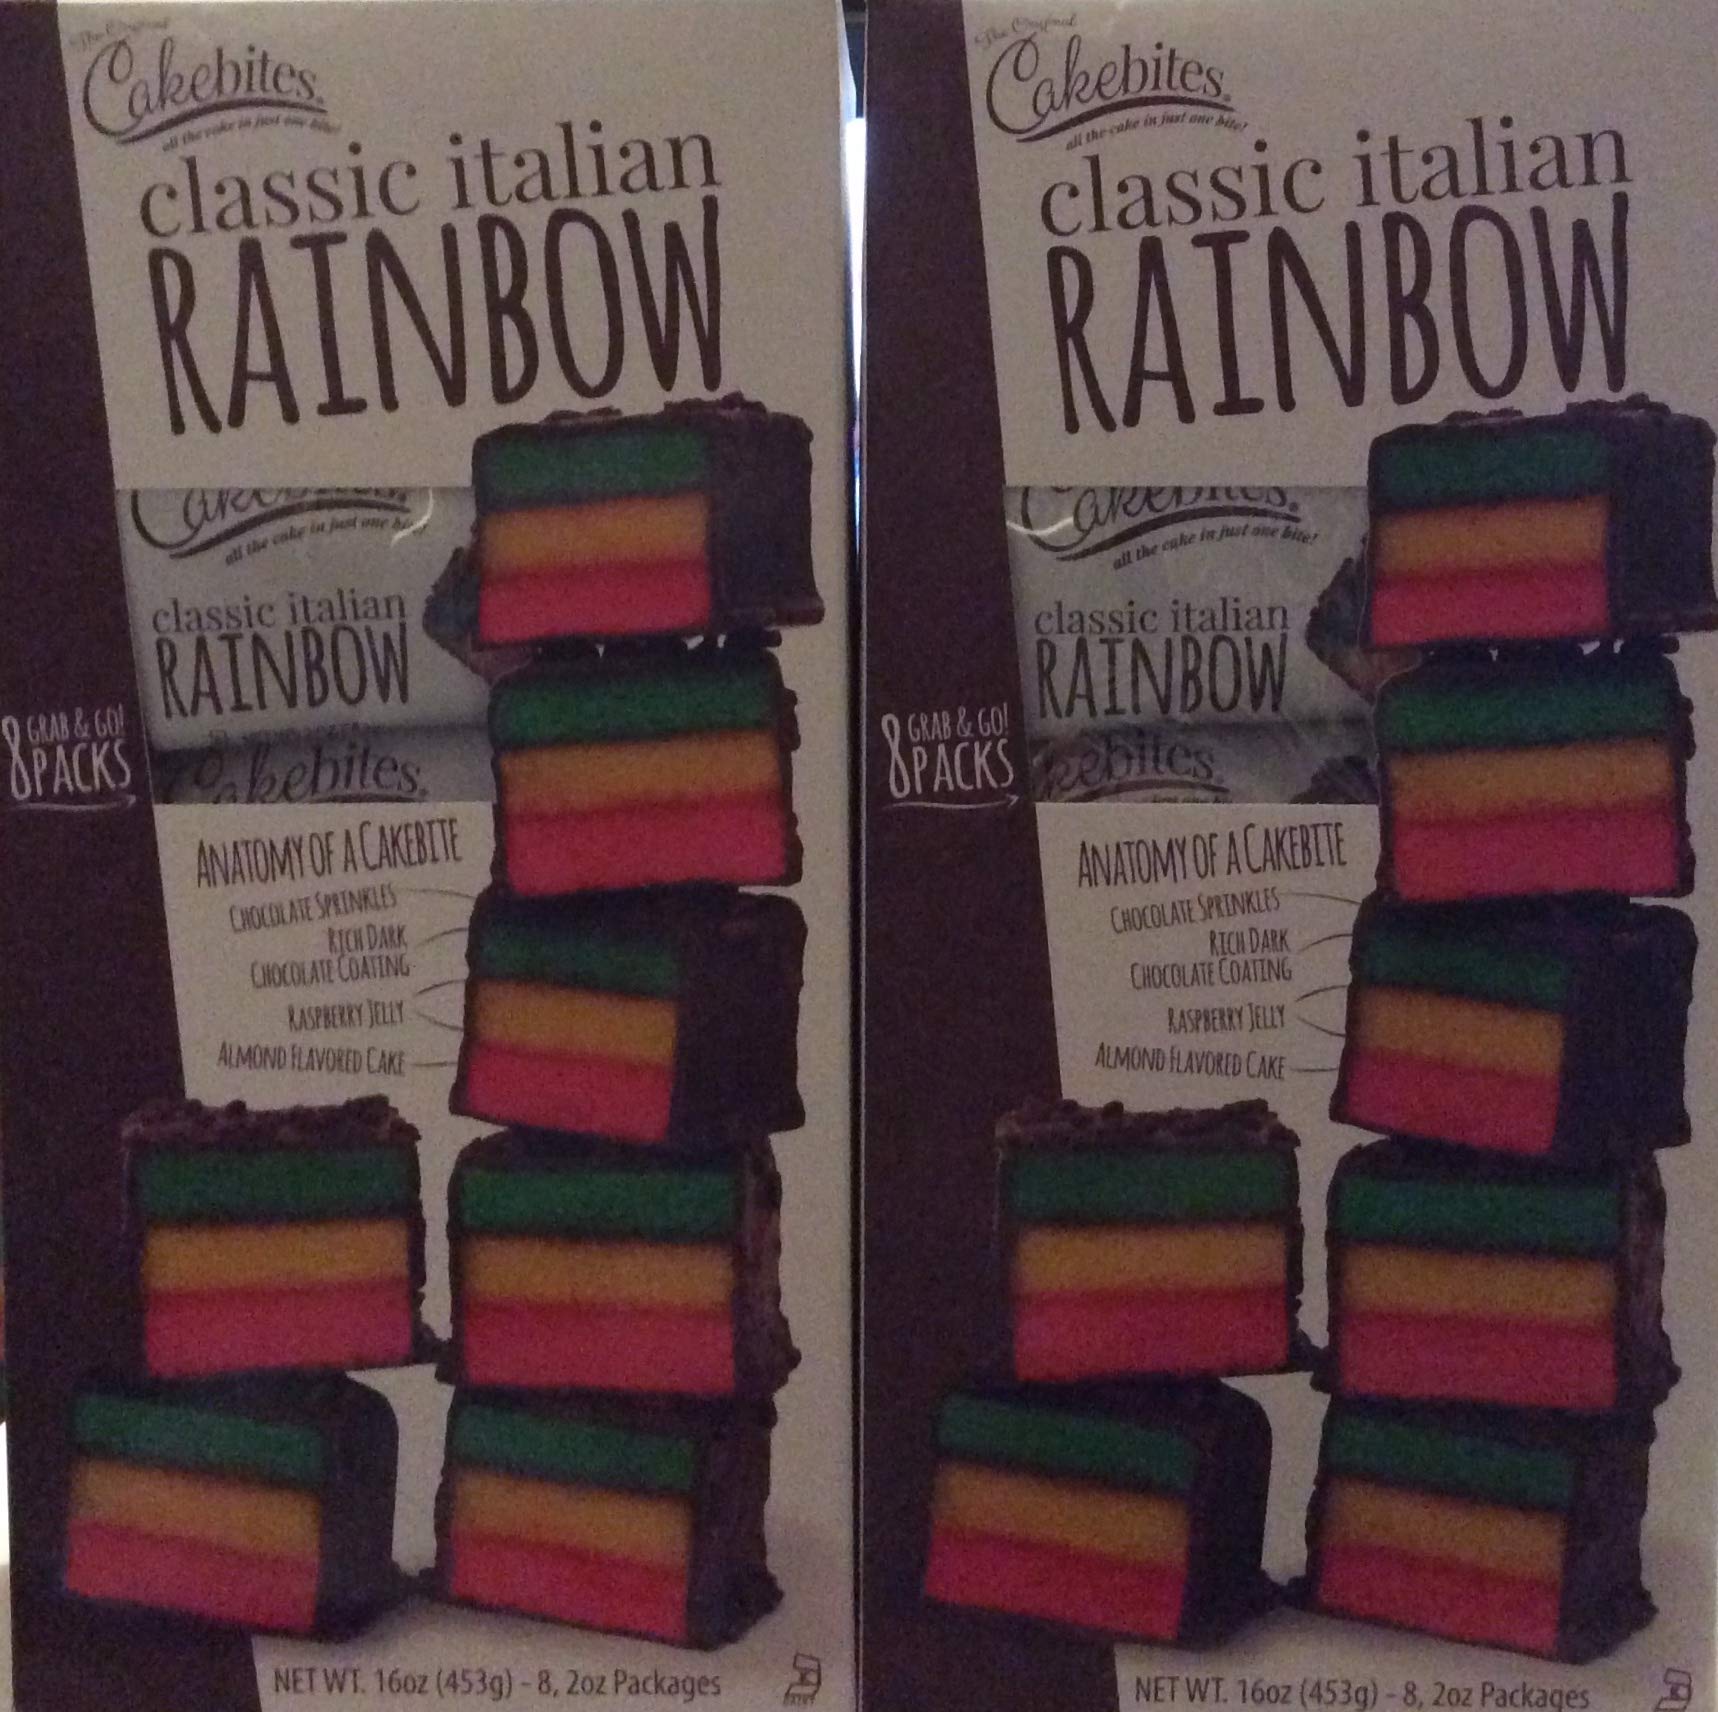 The Original
Cakebites.
all the cake in just one bite!
classic italian
RAINBOW
Cakebites.
all the cake in just one bite!
classic italian
RAINBOW
Cakebites.
8 GRAB & GO!
PACKS
ANATOMY OF A CAKEBITE
CHOCOLATE SPRINKLES
RICH DARK
CHOCOLATE COATING
RASPBERRY JELLY
ALMOND FLAVORED CAKE
NET WT. 16oz (453g) - 8, 2oz Packages
The Original
Cakebites.
all the cake in just one bite!
classic italian
RAINBOW
Cakebites.
all the cake in just one bite!
classic italian
RAINBOW
kebites.
8 GRAB & GO!
PACKS
ANATOMY OF A CAKEBITE
CHOCOLATE SPRINKLES
RICH DARK
CHOCOLATE COATING
RASPBERRY JELLY
ALMOND FLAVORED CAKE
NET WT. 16oz (453g) - 8, 2oz Packages